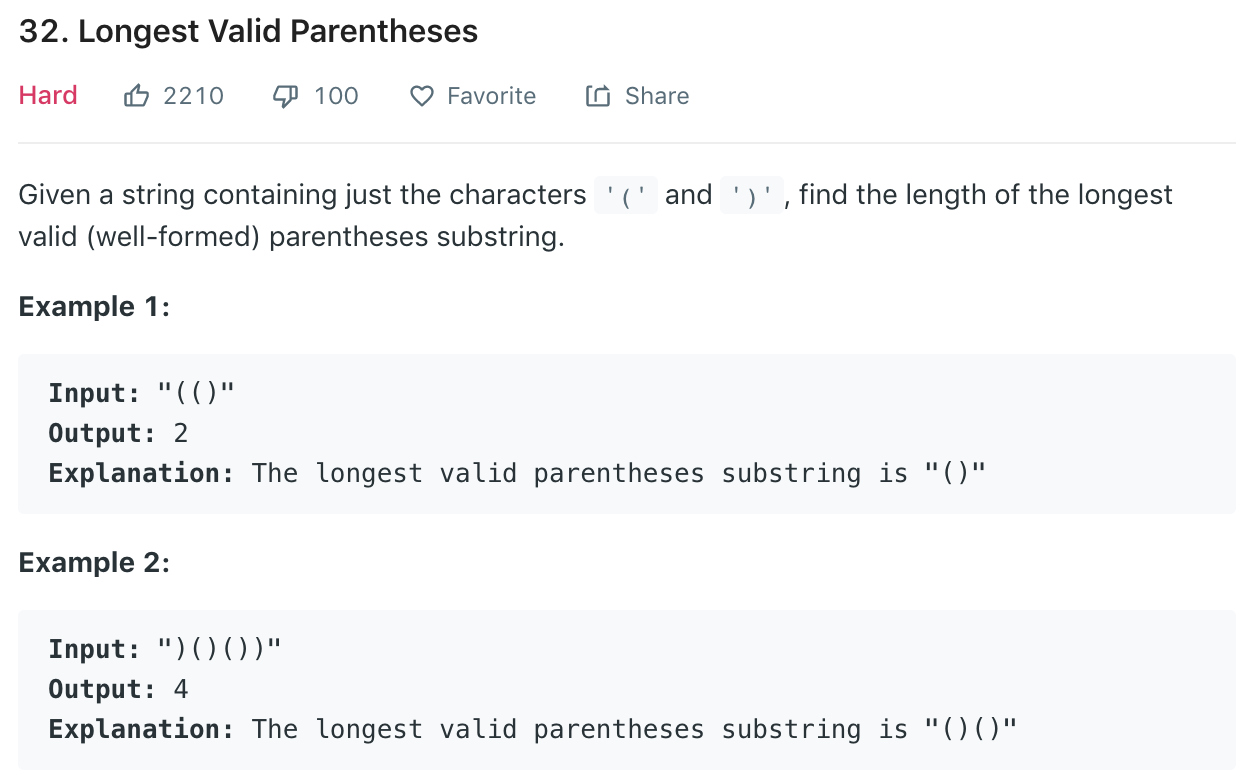 32. Longest Valid Parentheses
Hard 2210 100 Favorite Share
Given a string containing just the characters '(' and ')', find the length of the longest
valid (well-formed) parentheses substring.
Example 1:
Input: "(()"
Output: 2
Explanation: The longest valid parentheses substring is "()"
Example 2:
Input: ")()())"
Output: 4
Explanation: The longest valid parentheses substring is "()()"